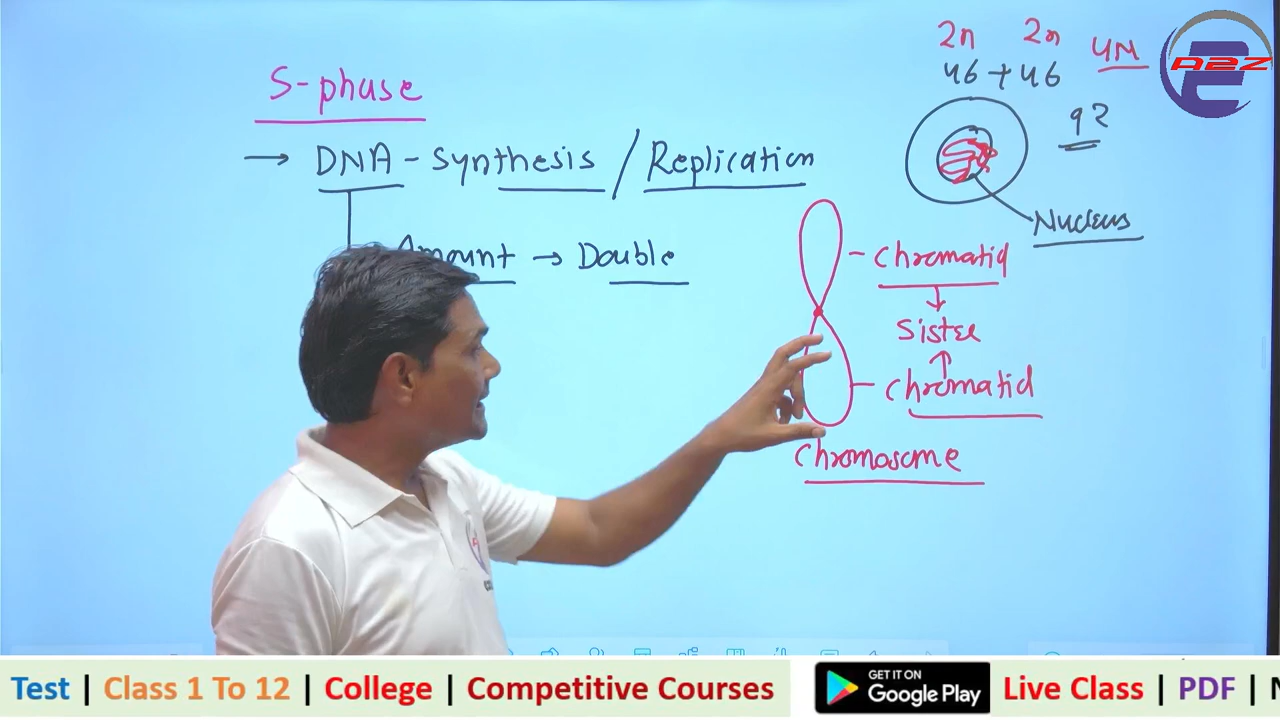 S-phase
→ DNA - Synthesis / Replication
Amount → Double
2n 2n 4N
46 + 46
92
Nucleus
Chromatid
Sister
Chromatid
Chromosome
A2Z
Test | Class 1 To 12 | College | Competitive Courses
GET IT ON
Google Play
Live Class | PDF | N